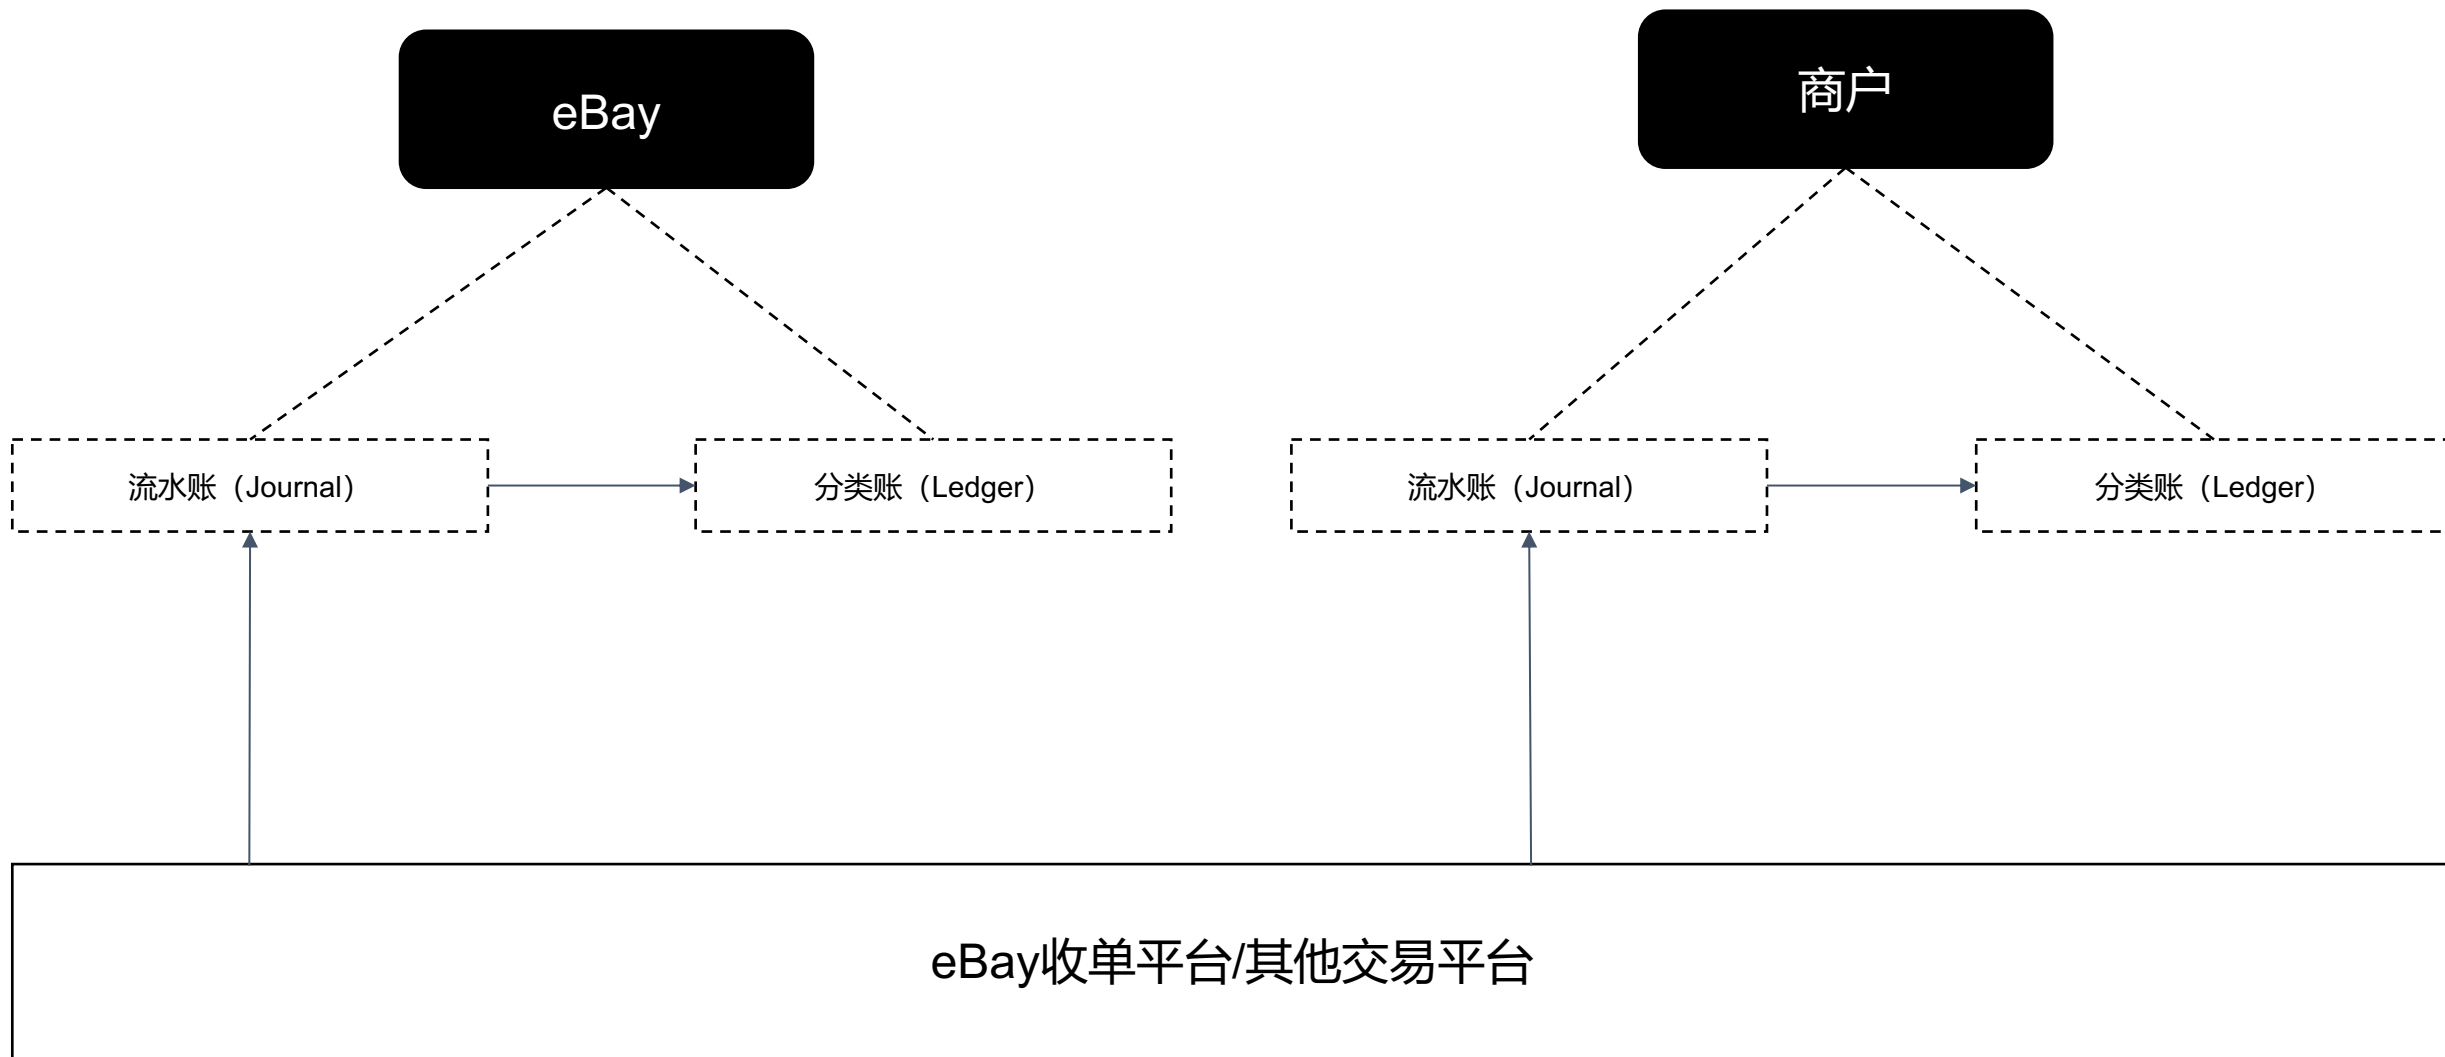 eBay
商户
流水账（Journal）
分类账（Ledger）
流水账（Journal）
分类账（Ledger）
eBay收单平台/其他交易平台